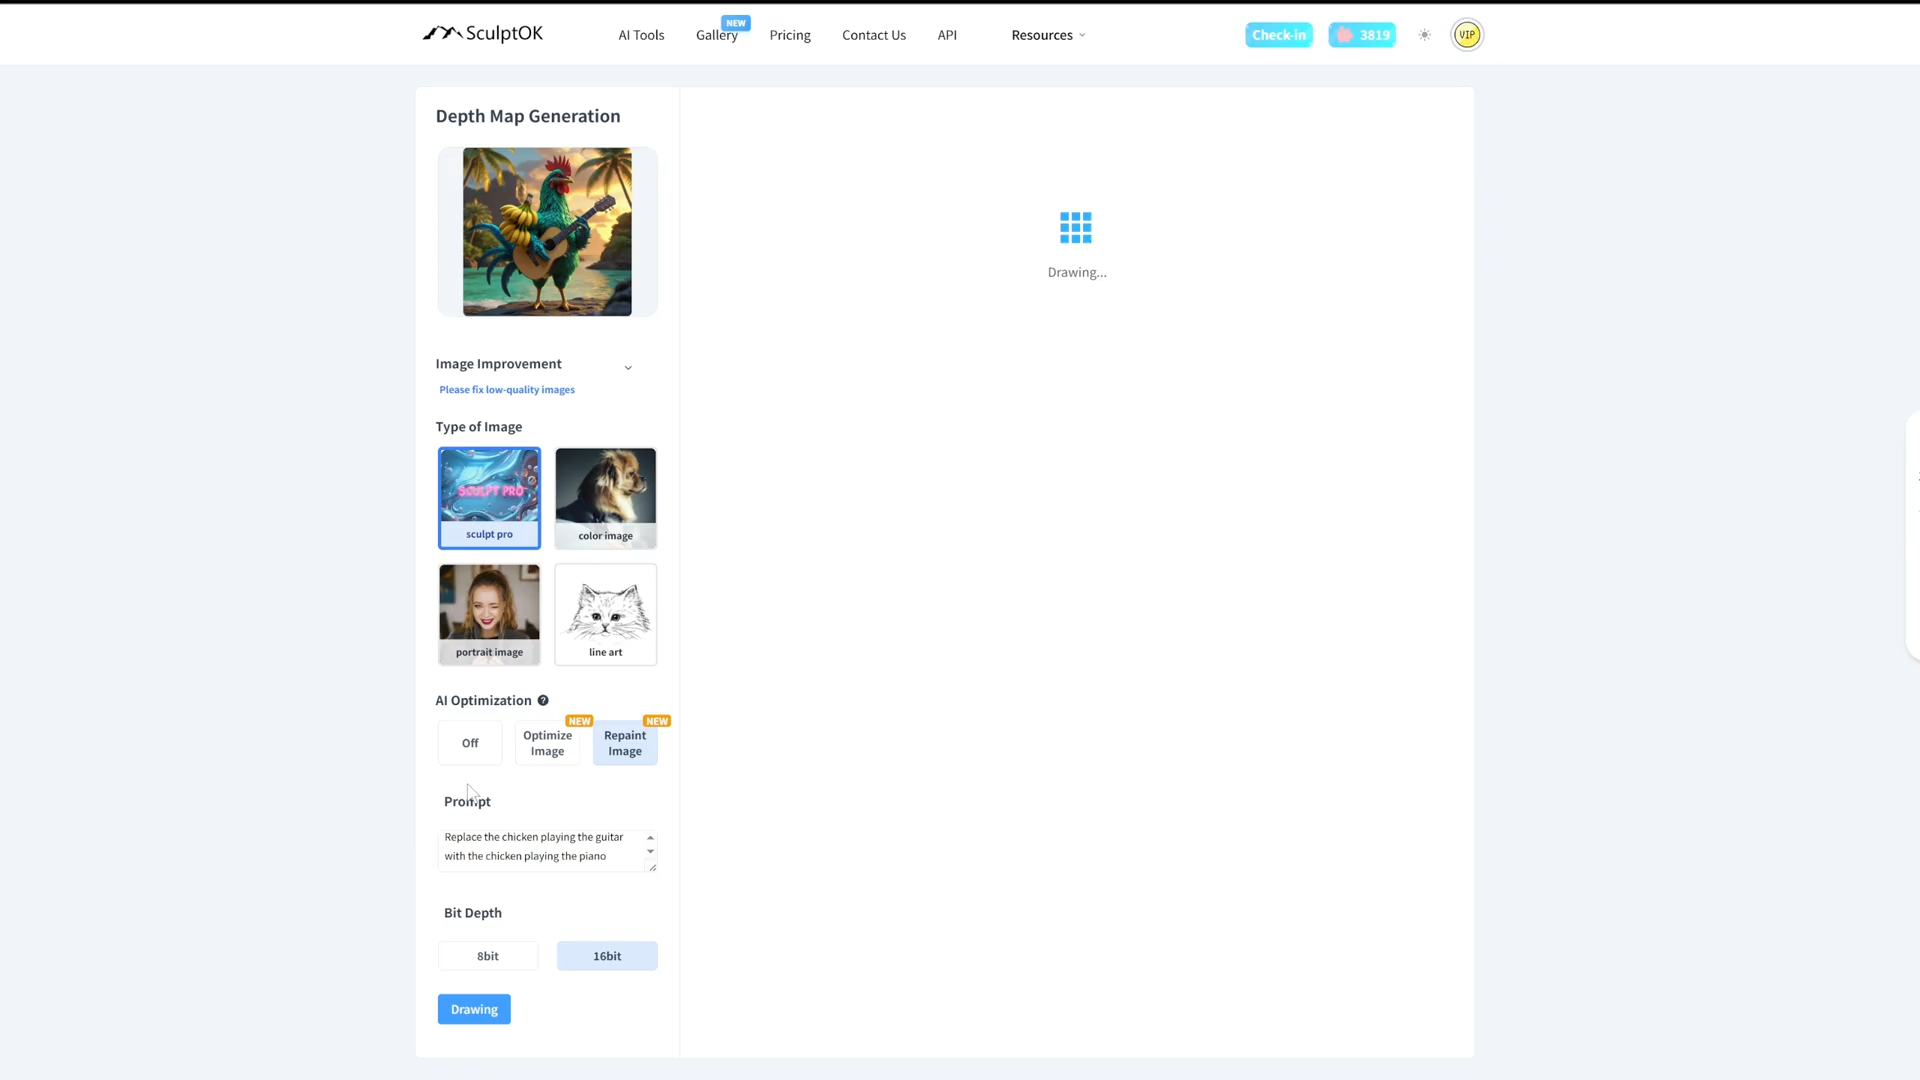 SculptOK
AI Tools
Gallery
NEW
Pricing
Contact Us
API
Resources
Check-in
3819
VIP
Depth Map Generation
Drawing...
Image Improvement
Please fix low-quality images
Type of Image
SCULPT PRO
sculpt pro
color image
portrait image
line art
AI Optimization ?
Off
Optimize
Image
NEW
Repaint
Image
NEW
Prompt
Replace the chicken playing the guitar
with the chicken playing the piano
Bit Depth
8bit
16bit
Drawing